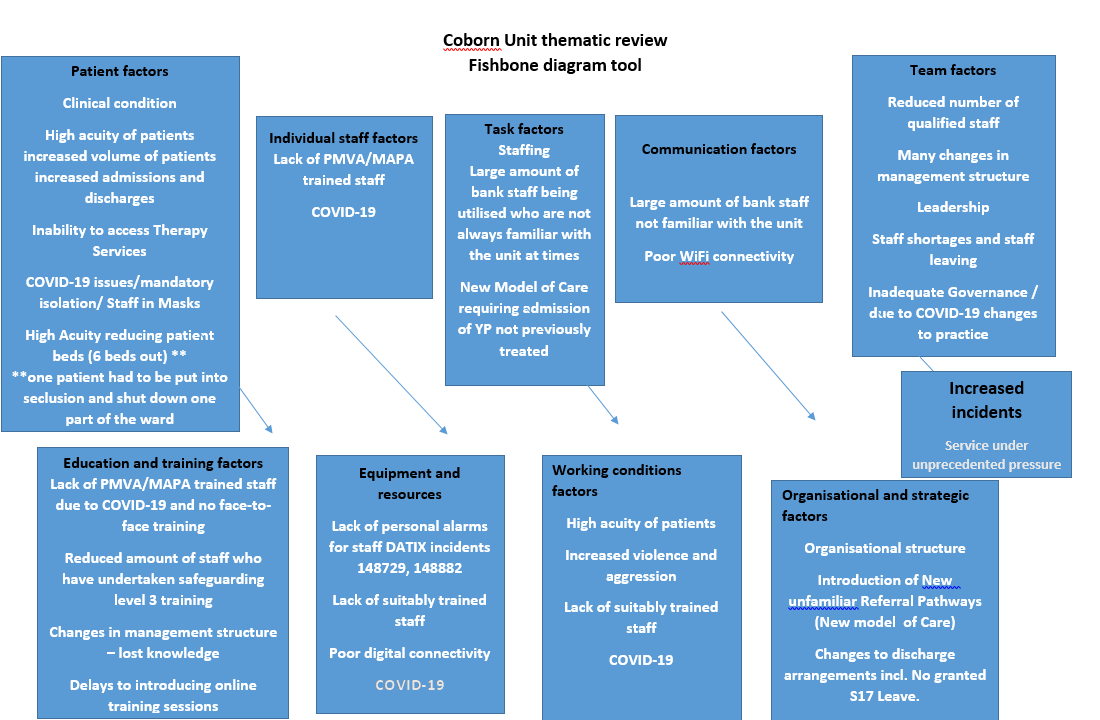 Coborn Unit thematic review
Fishbone diagram tool
Patient factors
Clinical condition
High acuity of patients
increased volume of patients
increased admissions and
discharges
Inability to access Therapy
Services
COVID-19 issues/mandatory
isolation/ Staff in Masks
High Acuity reducing patient
beds (6 beds out) **
**one patient had to be put into
seclusion and shut down one
part of the ward
Individual staff factors
Lack of PMVA/MAPA
trained staff
COVID-19
Task factors
Staffing
Large amount of
bank staff being
utilised who are not
always familiar with
the unit at times
New Model of Care
requiring admission
of YP not previously
treated
Communication factors
Large amount of bank staff
not familiar with the unit
Poor WiFi connectivity
Team factors
Reduced number of
qualified staff
Many changes in
management structure
Leadership
Staff shortages and staff
leaving
Inadequate Governance /
due to COVID-19 changes
to practice
Increased
incidents
Service under
unprecedented pressure
Education and training factors
Lack of PMVA/MAPA trained staff
due to COVID-19 and no face-to-
face training
Reduced amount of staff who
have undertaken safeguarding
level 3 training
Changes in management structure
– lost knowledge
Delays to introducing online
training sessions
Equipment and
resources
Lack of personal alarms
for staff DATIX incidents
148729, 148882
Lack of suitably trained
staff
Poor digital connectivity
COVID-19
Working conditions
factors
High acuity of patients
Increased violence and
aggression
Lack of suitably trained
staff
COVID-19
Organisational and strategic
factors
Organisational structure
Introduction of New
unfamiliar Referral Pathways
(New model of Care)
Changes to discharge
arrangements incl. No granted
S17 Leave.